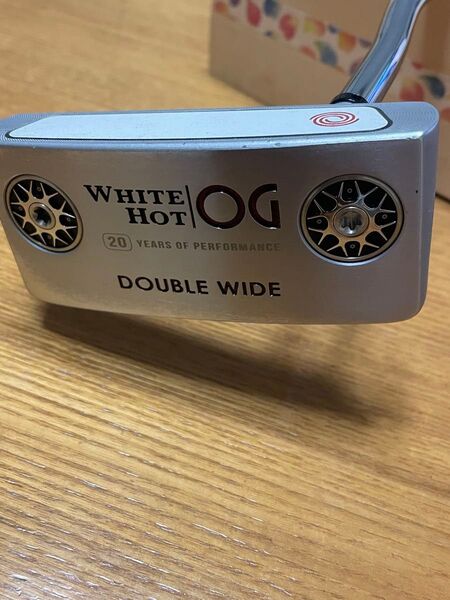 WHITE HOT OG
20 YEARS OF PERFORMANCE
DOUBLE WIDE